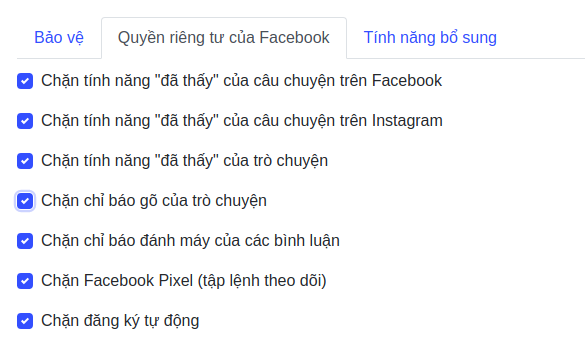 Bảo vệ Quyền riêng tư của Facebook Tính năng bổ sung
Chặn tính năng "đã thấy" của câu chuyện trên Facebook
Chặn tính năng "đã thấy" của câu chuyện trên Instagram
Chặn tính năng "đã thấy" của trò chuyện
Chặn chỉ báo gõ của trò chuyện
Chặn chỉ báo đánh máy của các bình luận
Chặn Facebook Pixel (tập lệnh theo dõi)
Chặn đăng ký tự động